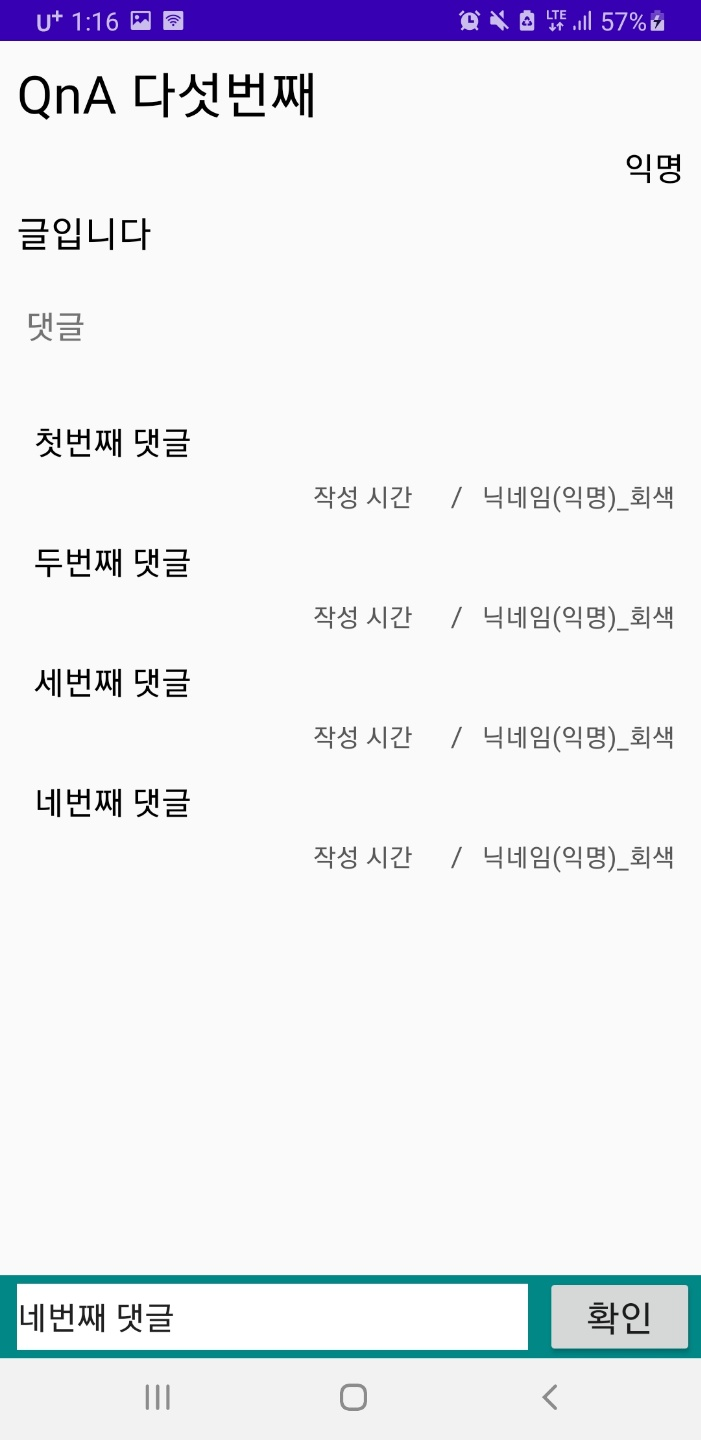 U+ 1:16 LTE 57%
QnA 다섯번째
익명
글입니다
댓글
첫번째 댓글
작성 시간 / 닉네임(익명)_회색
두번째 댓글
작성 시간 / 닉네임(익명)_회색
세번째 댓글
작성 시간 / 닉네임(익명)_회색
네번째 댓글
작성 시간 / 닉네임(익명)_회색
네번째 댓글 확인